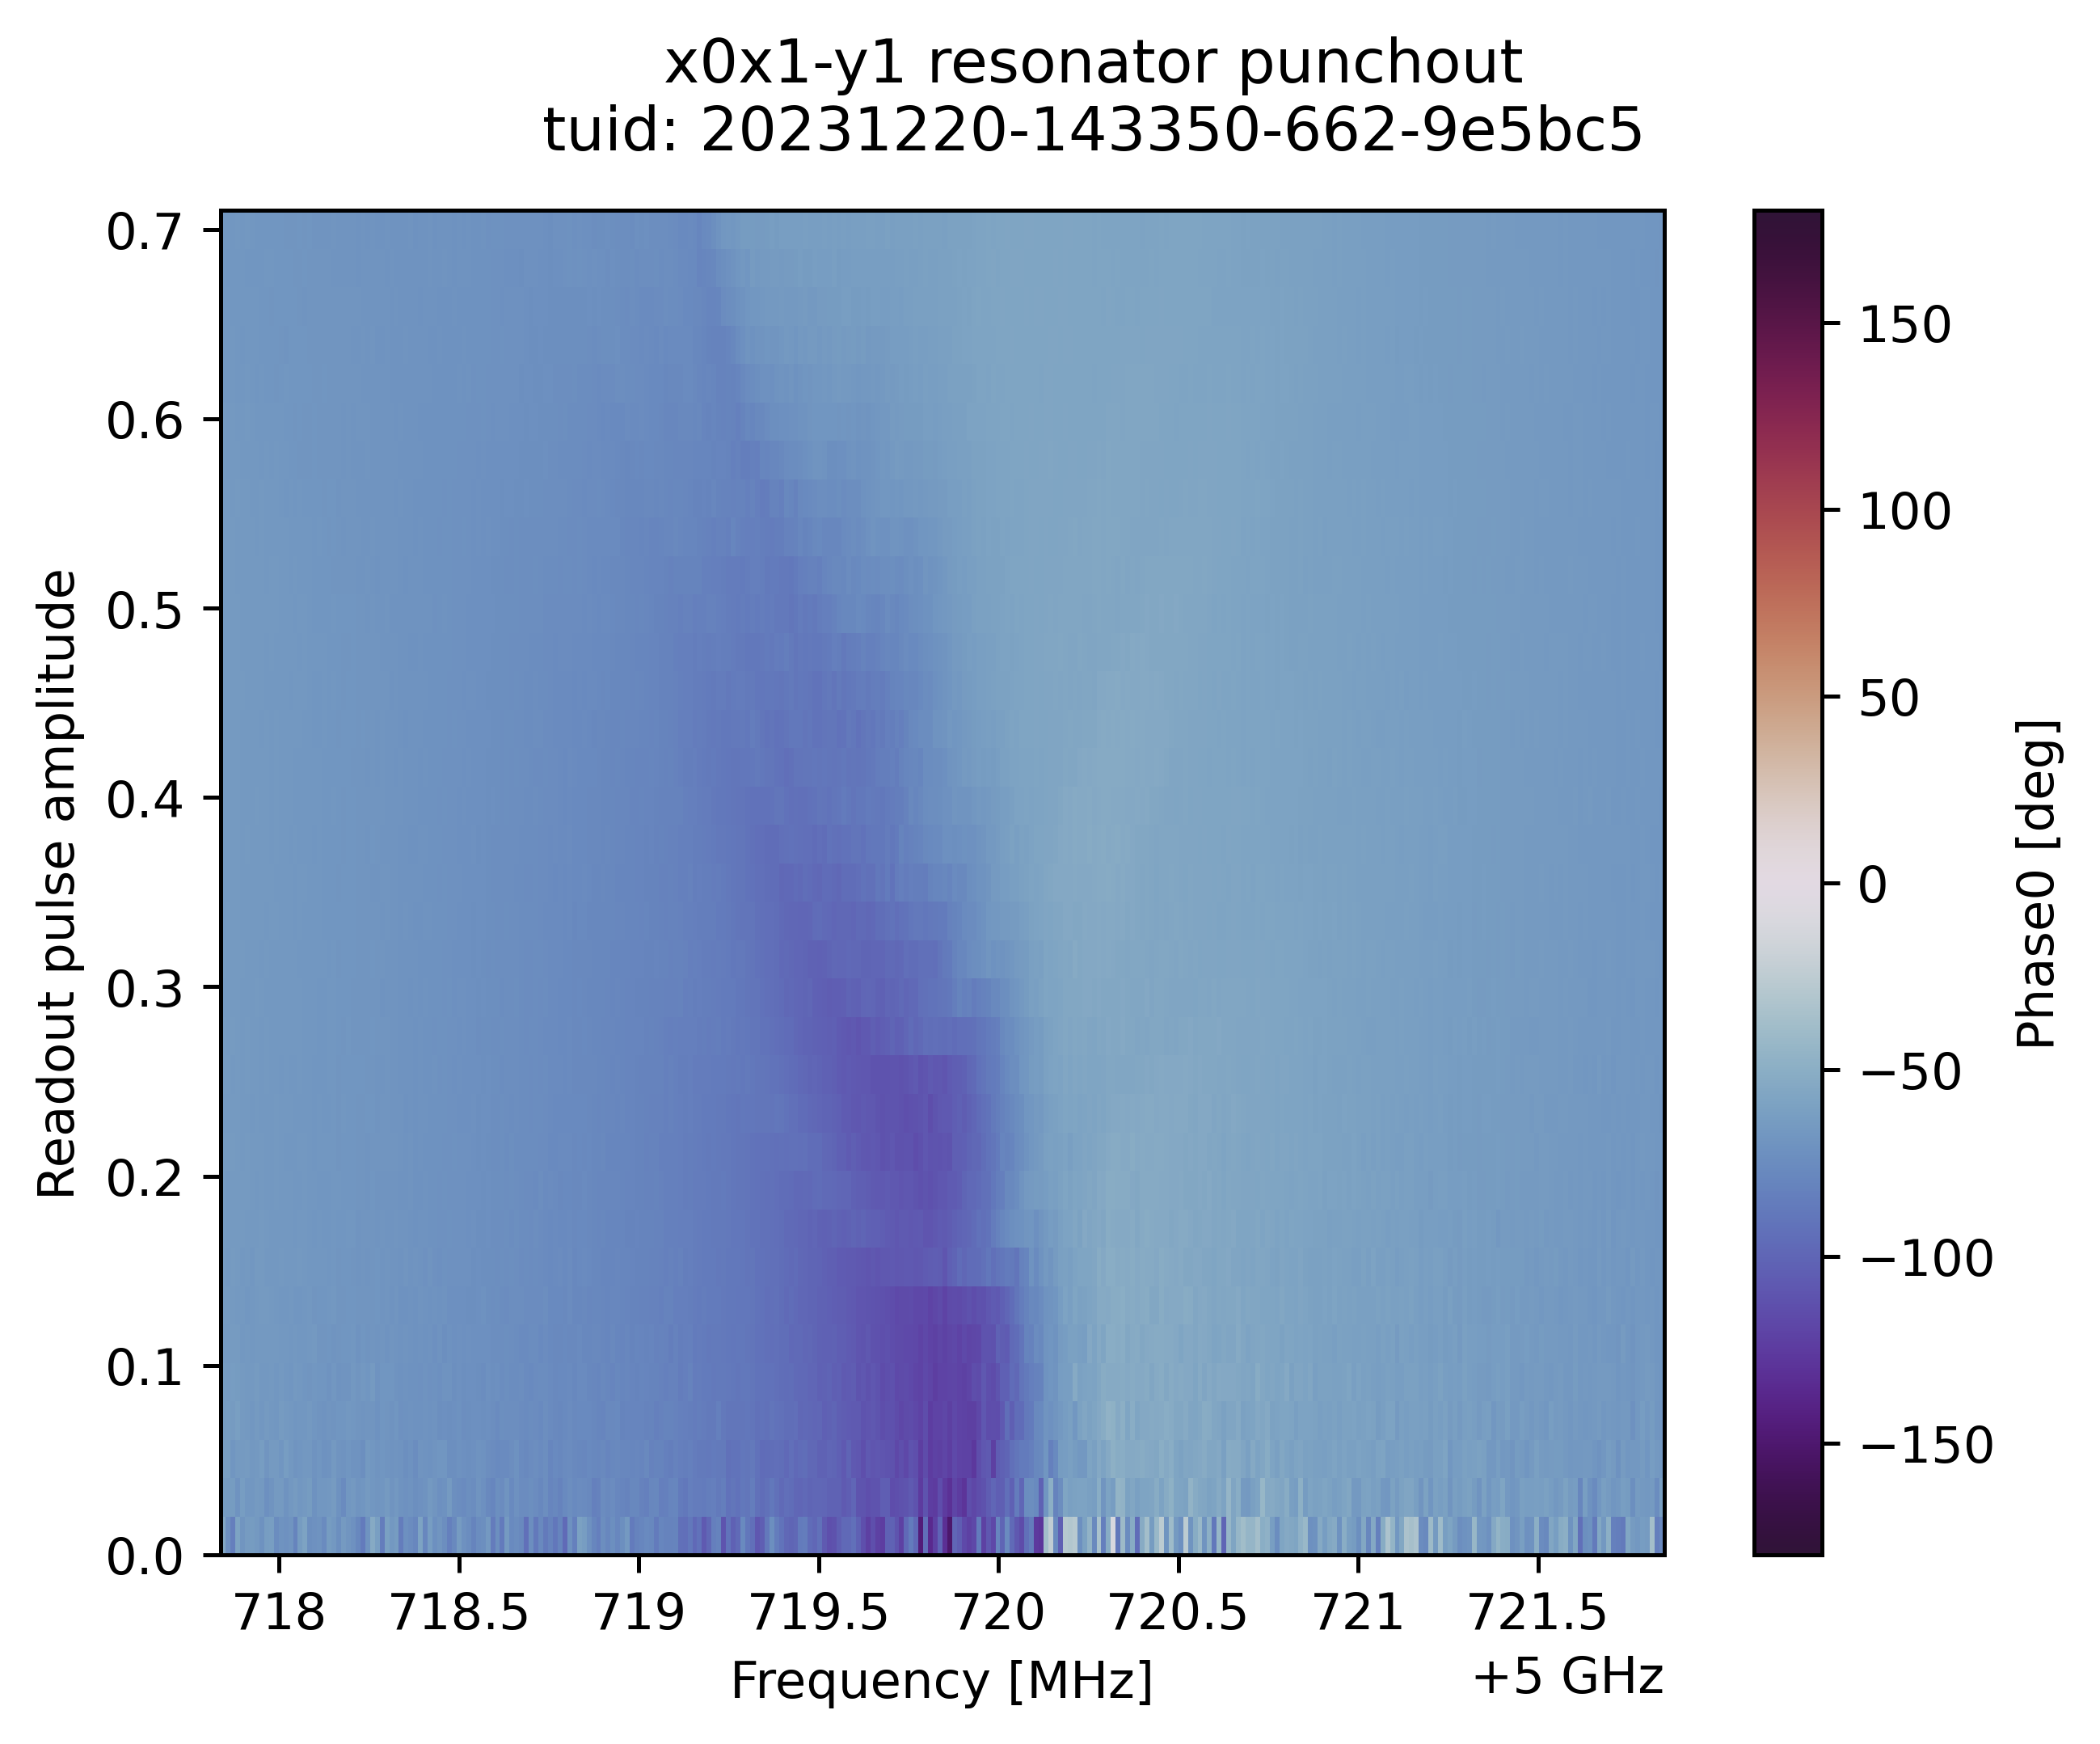 x0x1-y1 resonator punchout
tuid: 20231220-143350-662-9e5bc5
0.7
0.6
0.5
0.4
0.3
0.2
0.1
0.0
Readout pulse amplitude
718 718.5 719 719.5 720 720.5 721 721.5
Frequency [MHz]
+5 GHz
150
100
50
0
−50
−100
−150
Phase0 [deg]